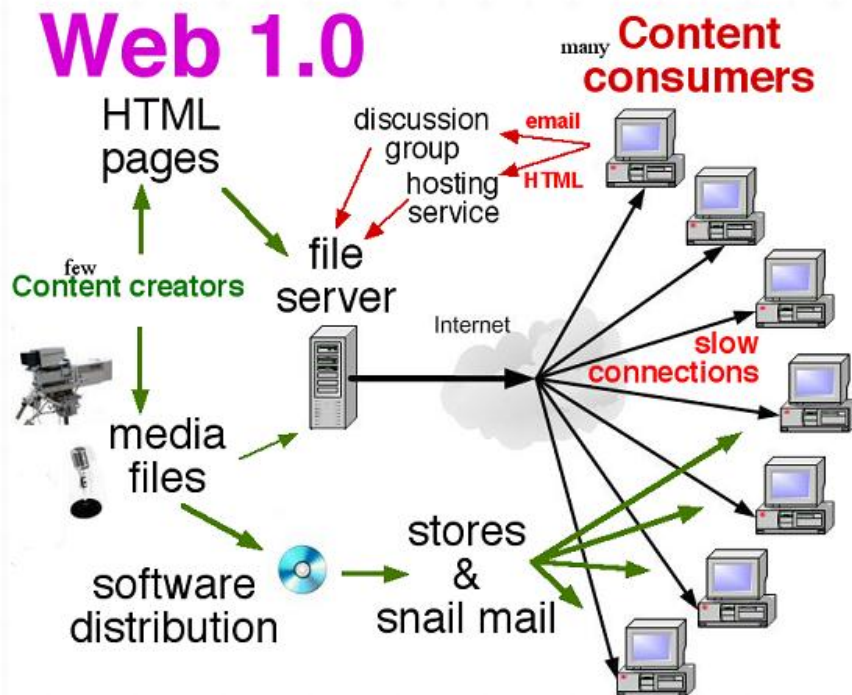 Web 1.0
many Content
consumers
HTML
pages
discussion
group
email
hosting
service
HTML
few
Content creators
file
server
Internet
slow
connections
media
files
stores
&
snail mail
software
distribution